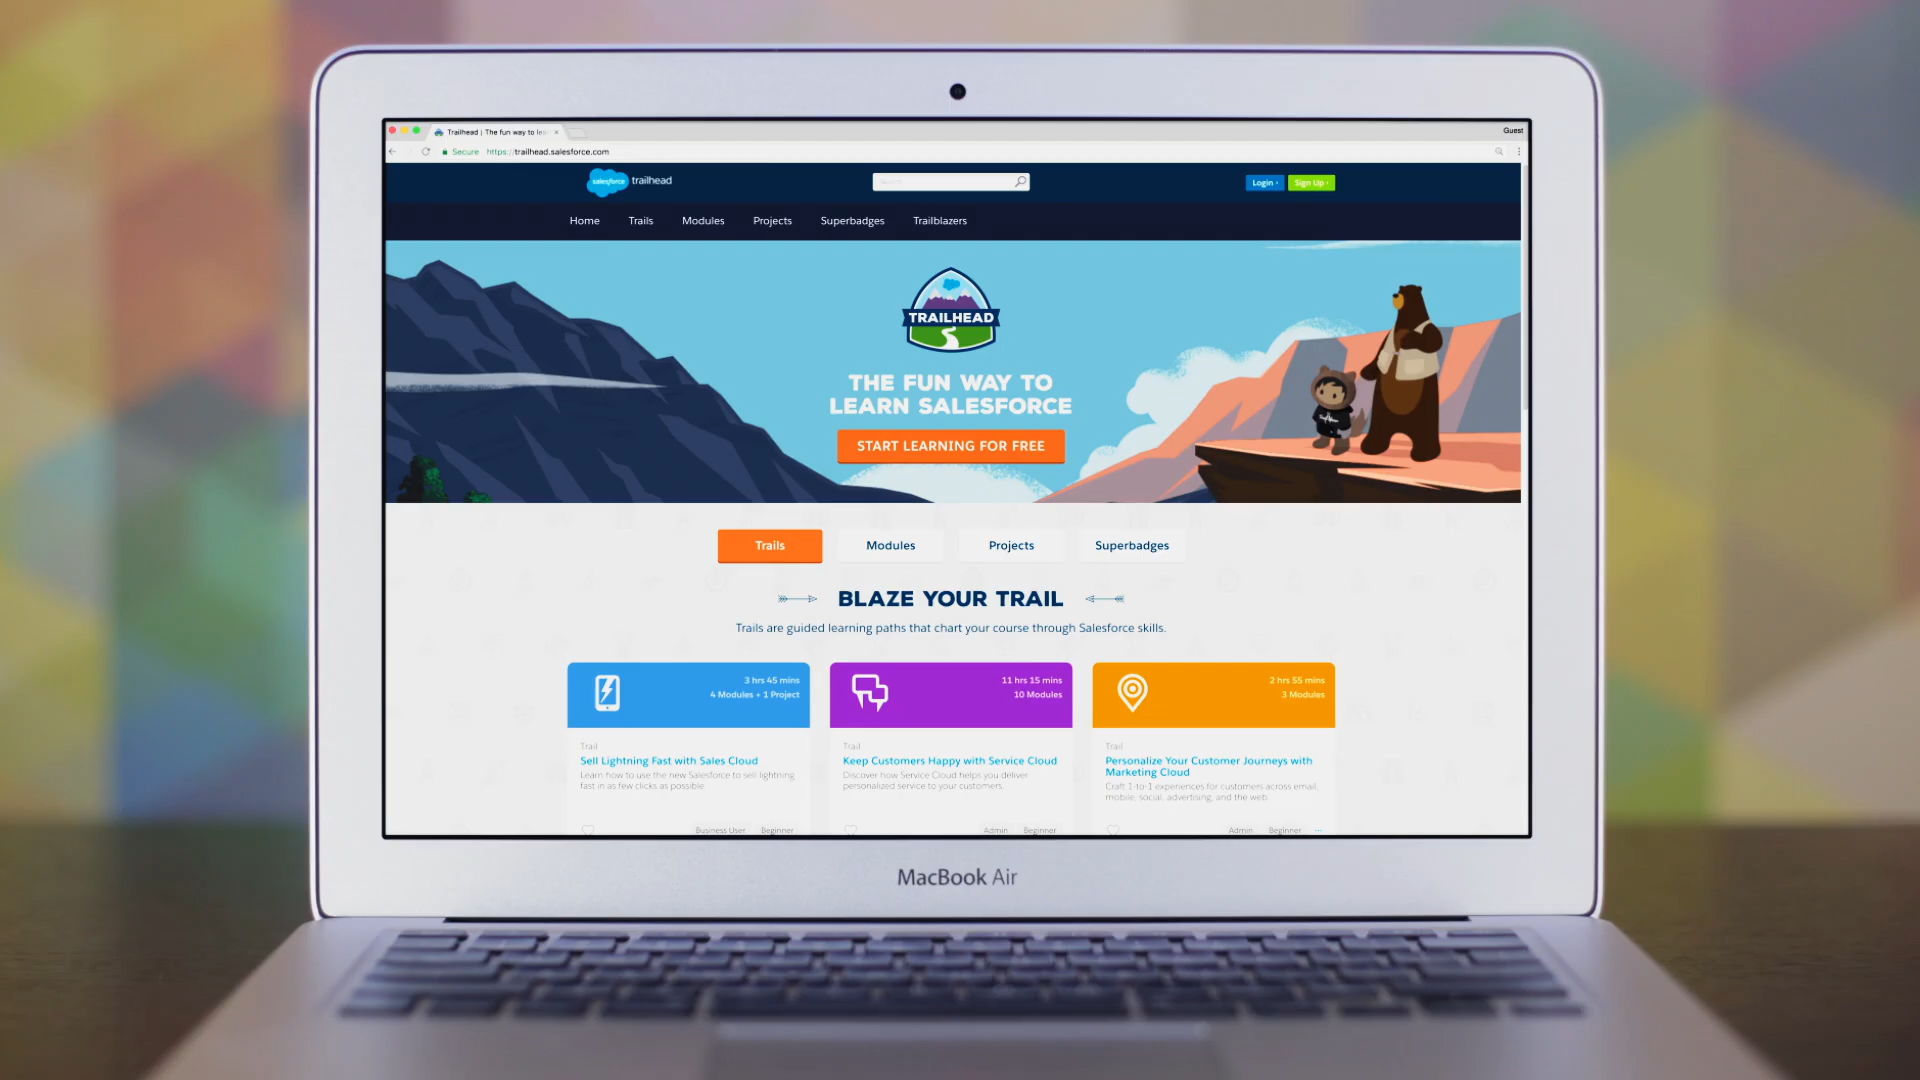 Trailhead | The fun way to lea
Guest
Secure https://trailhead.salesforce.com
salesforce trailhead
Login ›
Sign Up ›
Home Trails Modules Projects Superbadges Trailblazers
TRAILHEAD
THE FUN WAY TO
LEARN SALESFORCE
START LEARNING FOR FREE
Trails Modules Projects Superbadges
BLAZE YOUR TRAIL
Trails are guided learning paths that chart your course through Salesforce skills.
3 hrs 45 mins
4 Modules + 1 Project
Trail
Sell Lightning Fast with Sales Cloud
Learn how to use the new Salesforce to sell lightning
fast in as few clicks as possible.
Business User Beginner
11 hrs 15 mins
10 Modules
Trail
Keep Customers Happy with Service Cloud
Discover how Service Cloud helps you deliver
personalized service to your customers.
Admin Beginner
2 hrs 55 mins
3 Modules
Trail
Personalize Your Customer Journeys with
Marketing Cloud
Craft 1-to-1 experiences for customers across email,
mobile, social, advertising, and the web.
Admin Beginner ...
MacBook Air